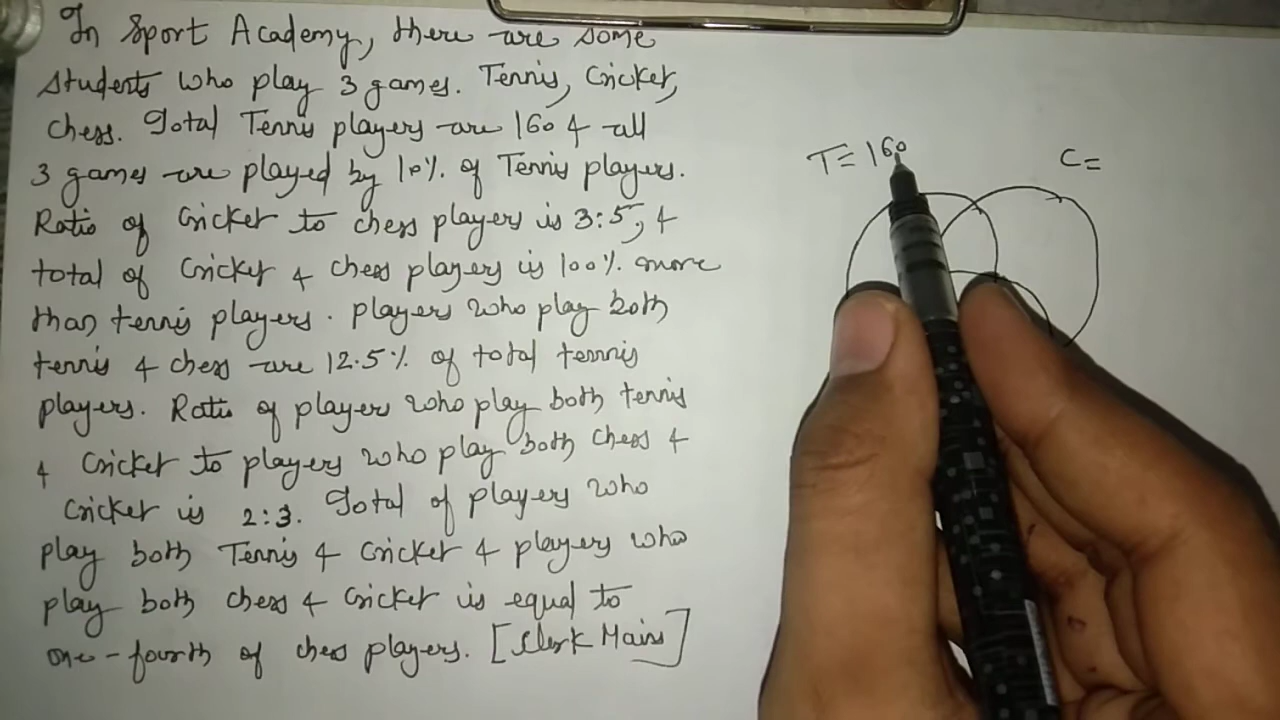 In Sport Academy, there are some
students who play 3 games. Tennis, Cricket,
chess. Total Tennis players are 160 & all
3 games are played by 10% of Tennis players.
Ratio of Cricket to chess players is 3:5, &
total of Cricket & chess players is 100% more
than tennis players. players who play both
tennis & chess are 12.5% of total tennis
players. Ratio of players who play both tennis
& Cricket to players who play both chess &
Cricket is 2:3. Total of players who
play both Tennis & Cricket & players who
play both chess & Cricket is equal to
one-fourth of chess players. [Clerk Mains]
T = 160
C =